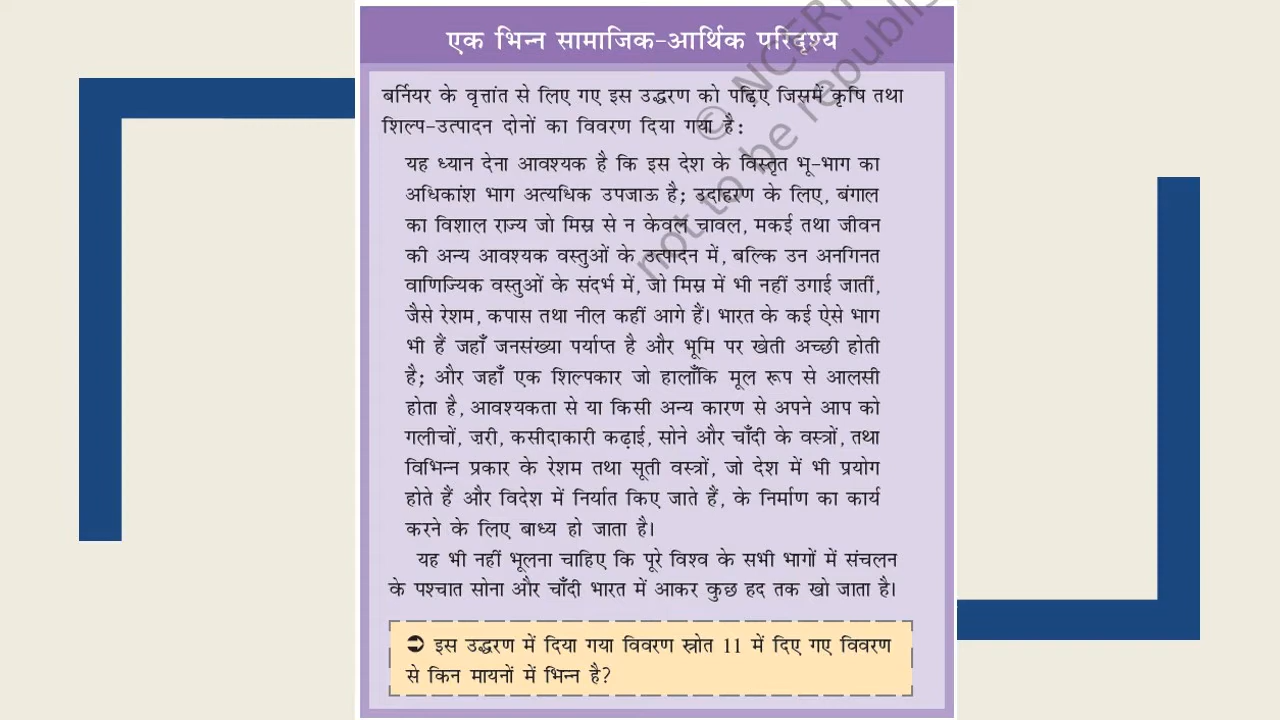 एक भिन्न सामाजिक-आर्थिक परिदृश्य
© NCERT
not to be republis
बर्नियर के वृत्तांत से लिए गए इस उद्धरण को पढ़िए जिसमें कृषि तथा
शिल्प-उत्पादन दोनों का विवरण दिया गया है:
यह ध्यान देना आवश्यक है कि इस देश के विस्तृत भू-भाग का
अधिकांश भाग अत्यधिक उपजाऊ है; उदाहरण के लिए, बंगाल
का विशाल राज्य जो मिस्र से न केवल चावल, मकई तथा जीवन
की अन्य आवश्यक वस्तुओं के उत्पादन में, बल्कि उन अनगिनत
वाणिज्यिक वस्तुओं के संदर्भ में, जो मिस्र में भी नहीं उगाई जातीं,
जैसे रेशम, कपास तथा नील कहीं आगे हैं। भारत के कई ऐसे भाग
भी हैं जहाँ जनसंख्या पर्याप्त है और भूमि पर खेती अच्छी होती
है; और जहाँ एक शिल्पकार जो हालाँकि मूल रूप से आलसी
होता है, आवश्यकता से या किसी अन्य कारण से अपने आप को
गलीचों, ज़री, कसीदाकारी कढ़ाई, सोने और चाँदी के वस्त्रों, तथा
विभिन्न प्रकार के रेशम तथा सूती वस्त्रों, जो देश में भी प्रयोग
होते हैं और विदेश में निर्यात किए जाते हैं, के निर्माण का कार्य
करने के लिए बाध्य हो जाता है।
यह भी नहीं भूलना चाहिए कि पूरे विश्व के सभी भागों में संचलन
के पश्चात सोना और चाँदी भारत में आकर कुछ हद तक खो जाता है।
➲ इस उद्धरण में दिया गया विवरण स्रोत 11 में दिए गए विवरण
से किन मायनों में भिन्न है?